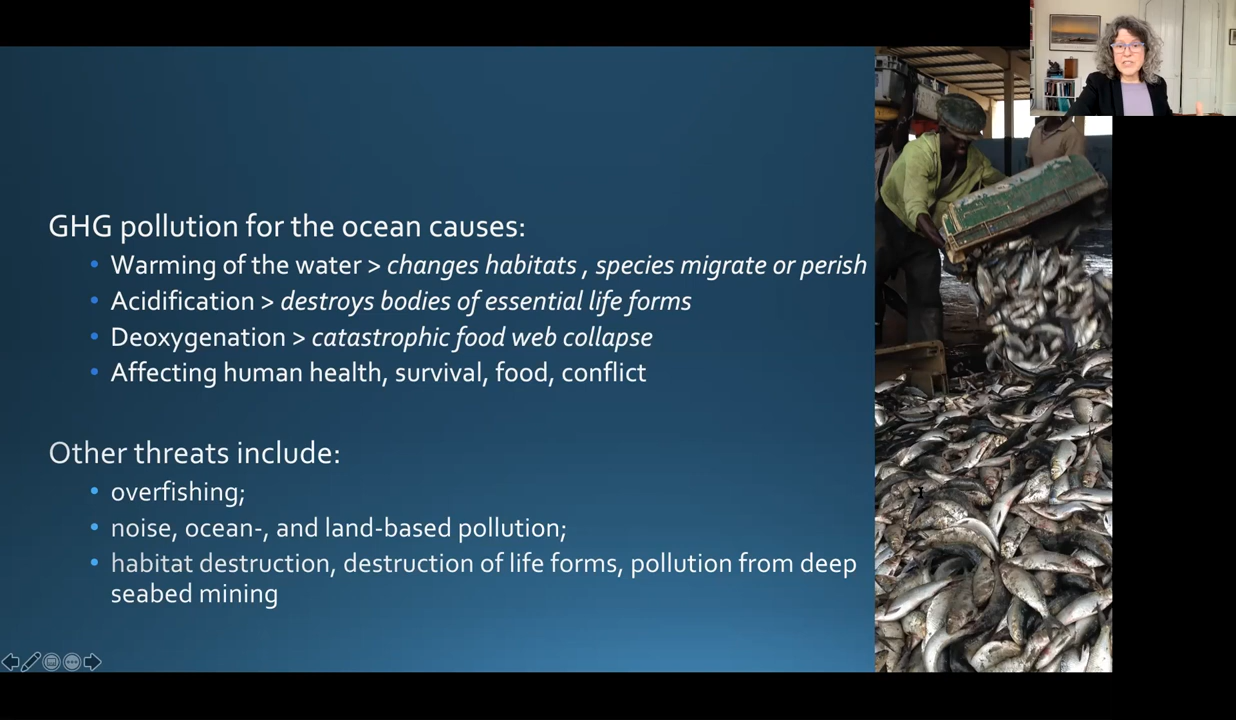 GHG pollution for the ocean causes:
• Warming of the water > changes habitats , species migrate or perish
• Acidification > destroys bodies of essential life forms
• Deoxygenation > catastrophic food web collapse
• Affecting human health, survival, food, conflict
Other threats include:
• overfishing;
• noise, ocean-, and land-based pollution;
• habitat destruction, destruction of life forms, pollution from deep
seabed mining